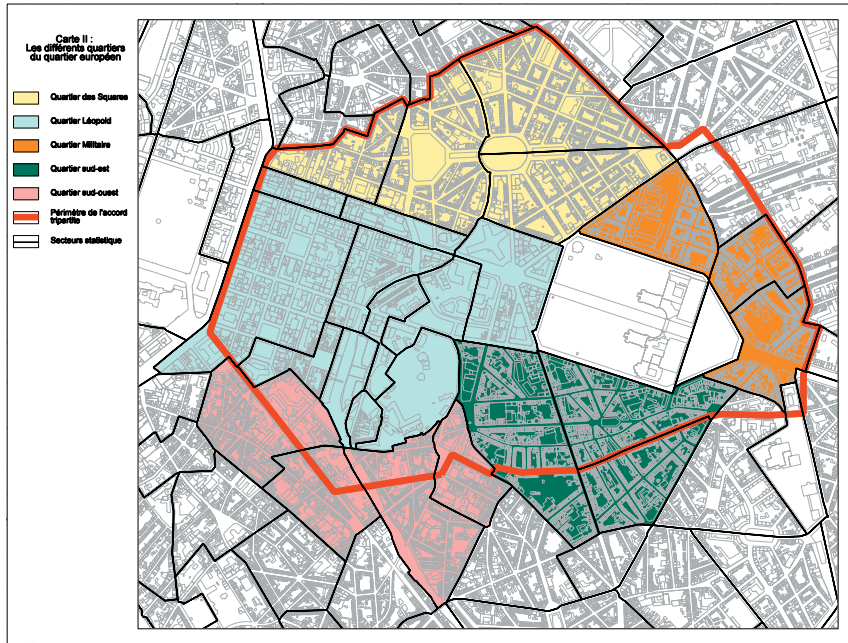 Carte II :
Les différents quartiers
du quartier européen
Quartier des Squares
Quartier Léopold
Quartier Militaire
Quartier sud-est
Quartier sud-ouest
Périmètre de l'accord
tripartite
Secteurs statistique